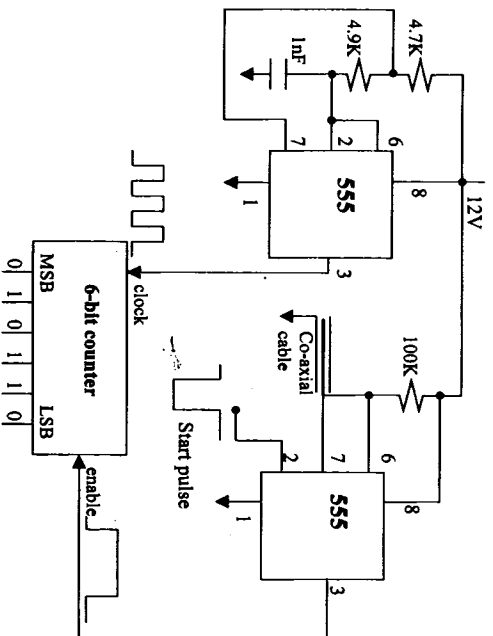 12V
4.7K
4.9K
1nF
6
2
7
8
555
3
1
100K
Co-axial
cable
6
7
2
8
555
3
1
Start pulse
clock
enable
6-bit counter
MSB
LSB
0 1 0 1 1 0